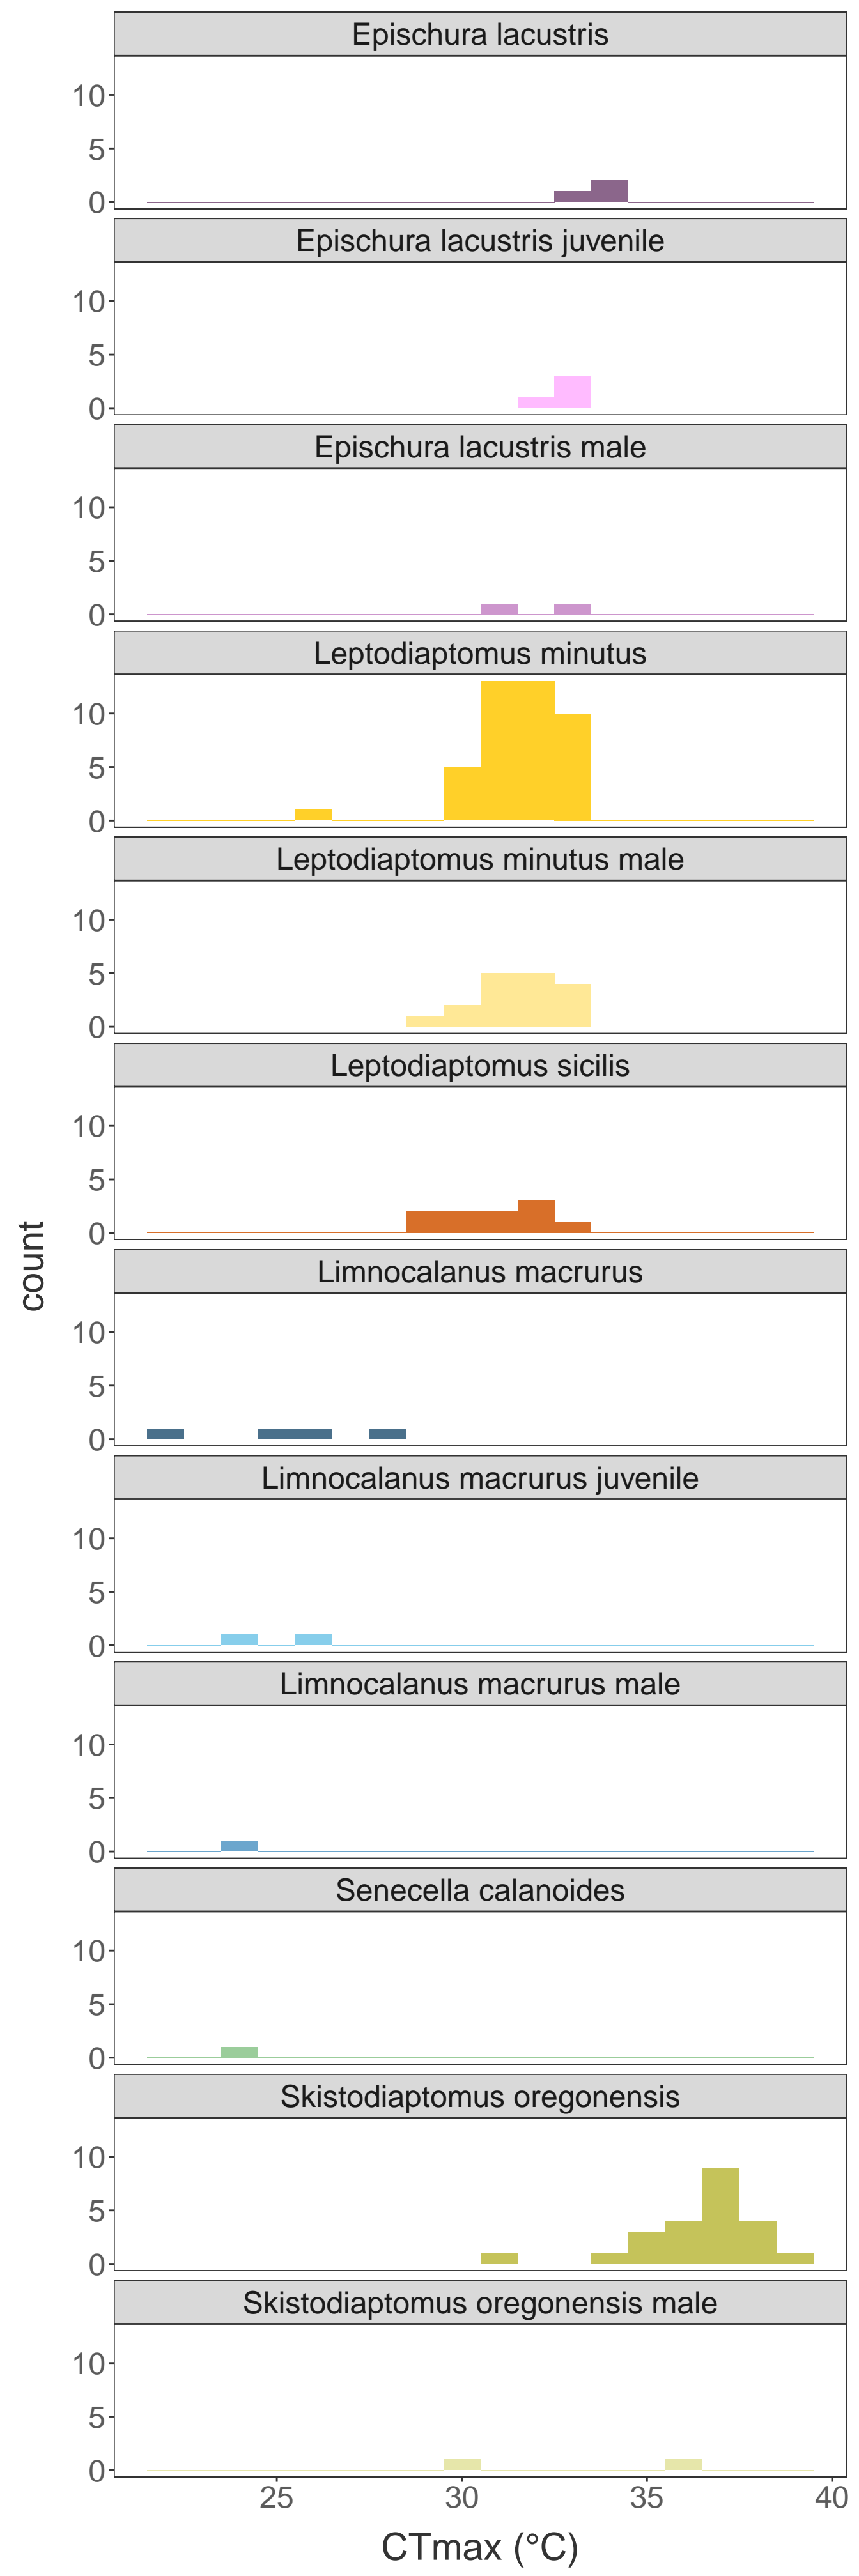 Epischura lacustris
10
5
0
Epischura lacustris juvenile
10
5
0
Epischura lacustris male
10
5
0
Leptodiaptomus minutus
10
5
0
Leptodiaptomus minutus male
10
5
0
Leptodiaptomus sicilis
10
5
0
count
Limnocalanus macrurus
10
5
0
Limnocalanus macrurus juvenile
10
5
0
Limnocalanus macrurus male
10
5
0
Senecella calanoides
10
5
0
Skistodiaptomus oregonensis
10
5
0
Skistodiaptomus oregonensis male
10
5
0
25 30 35 40
CTmax (°C)